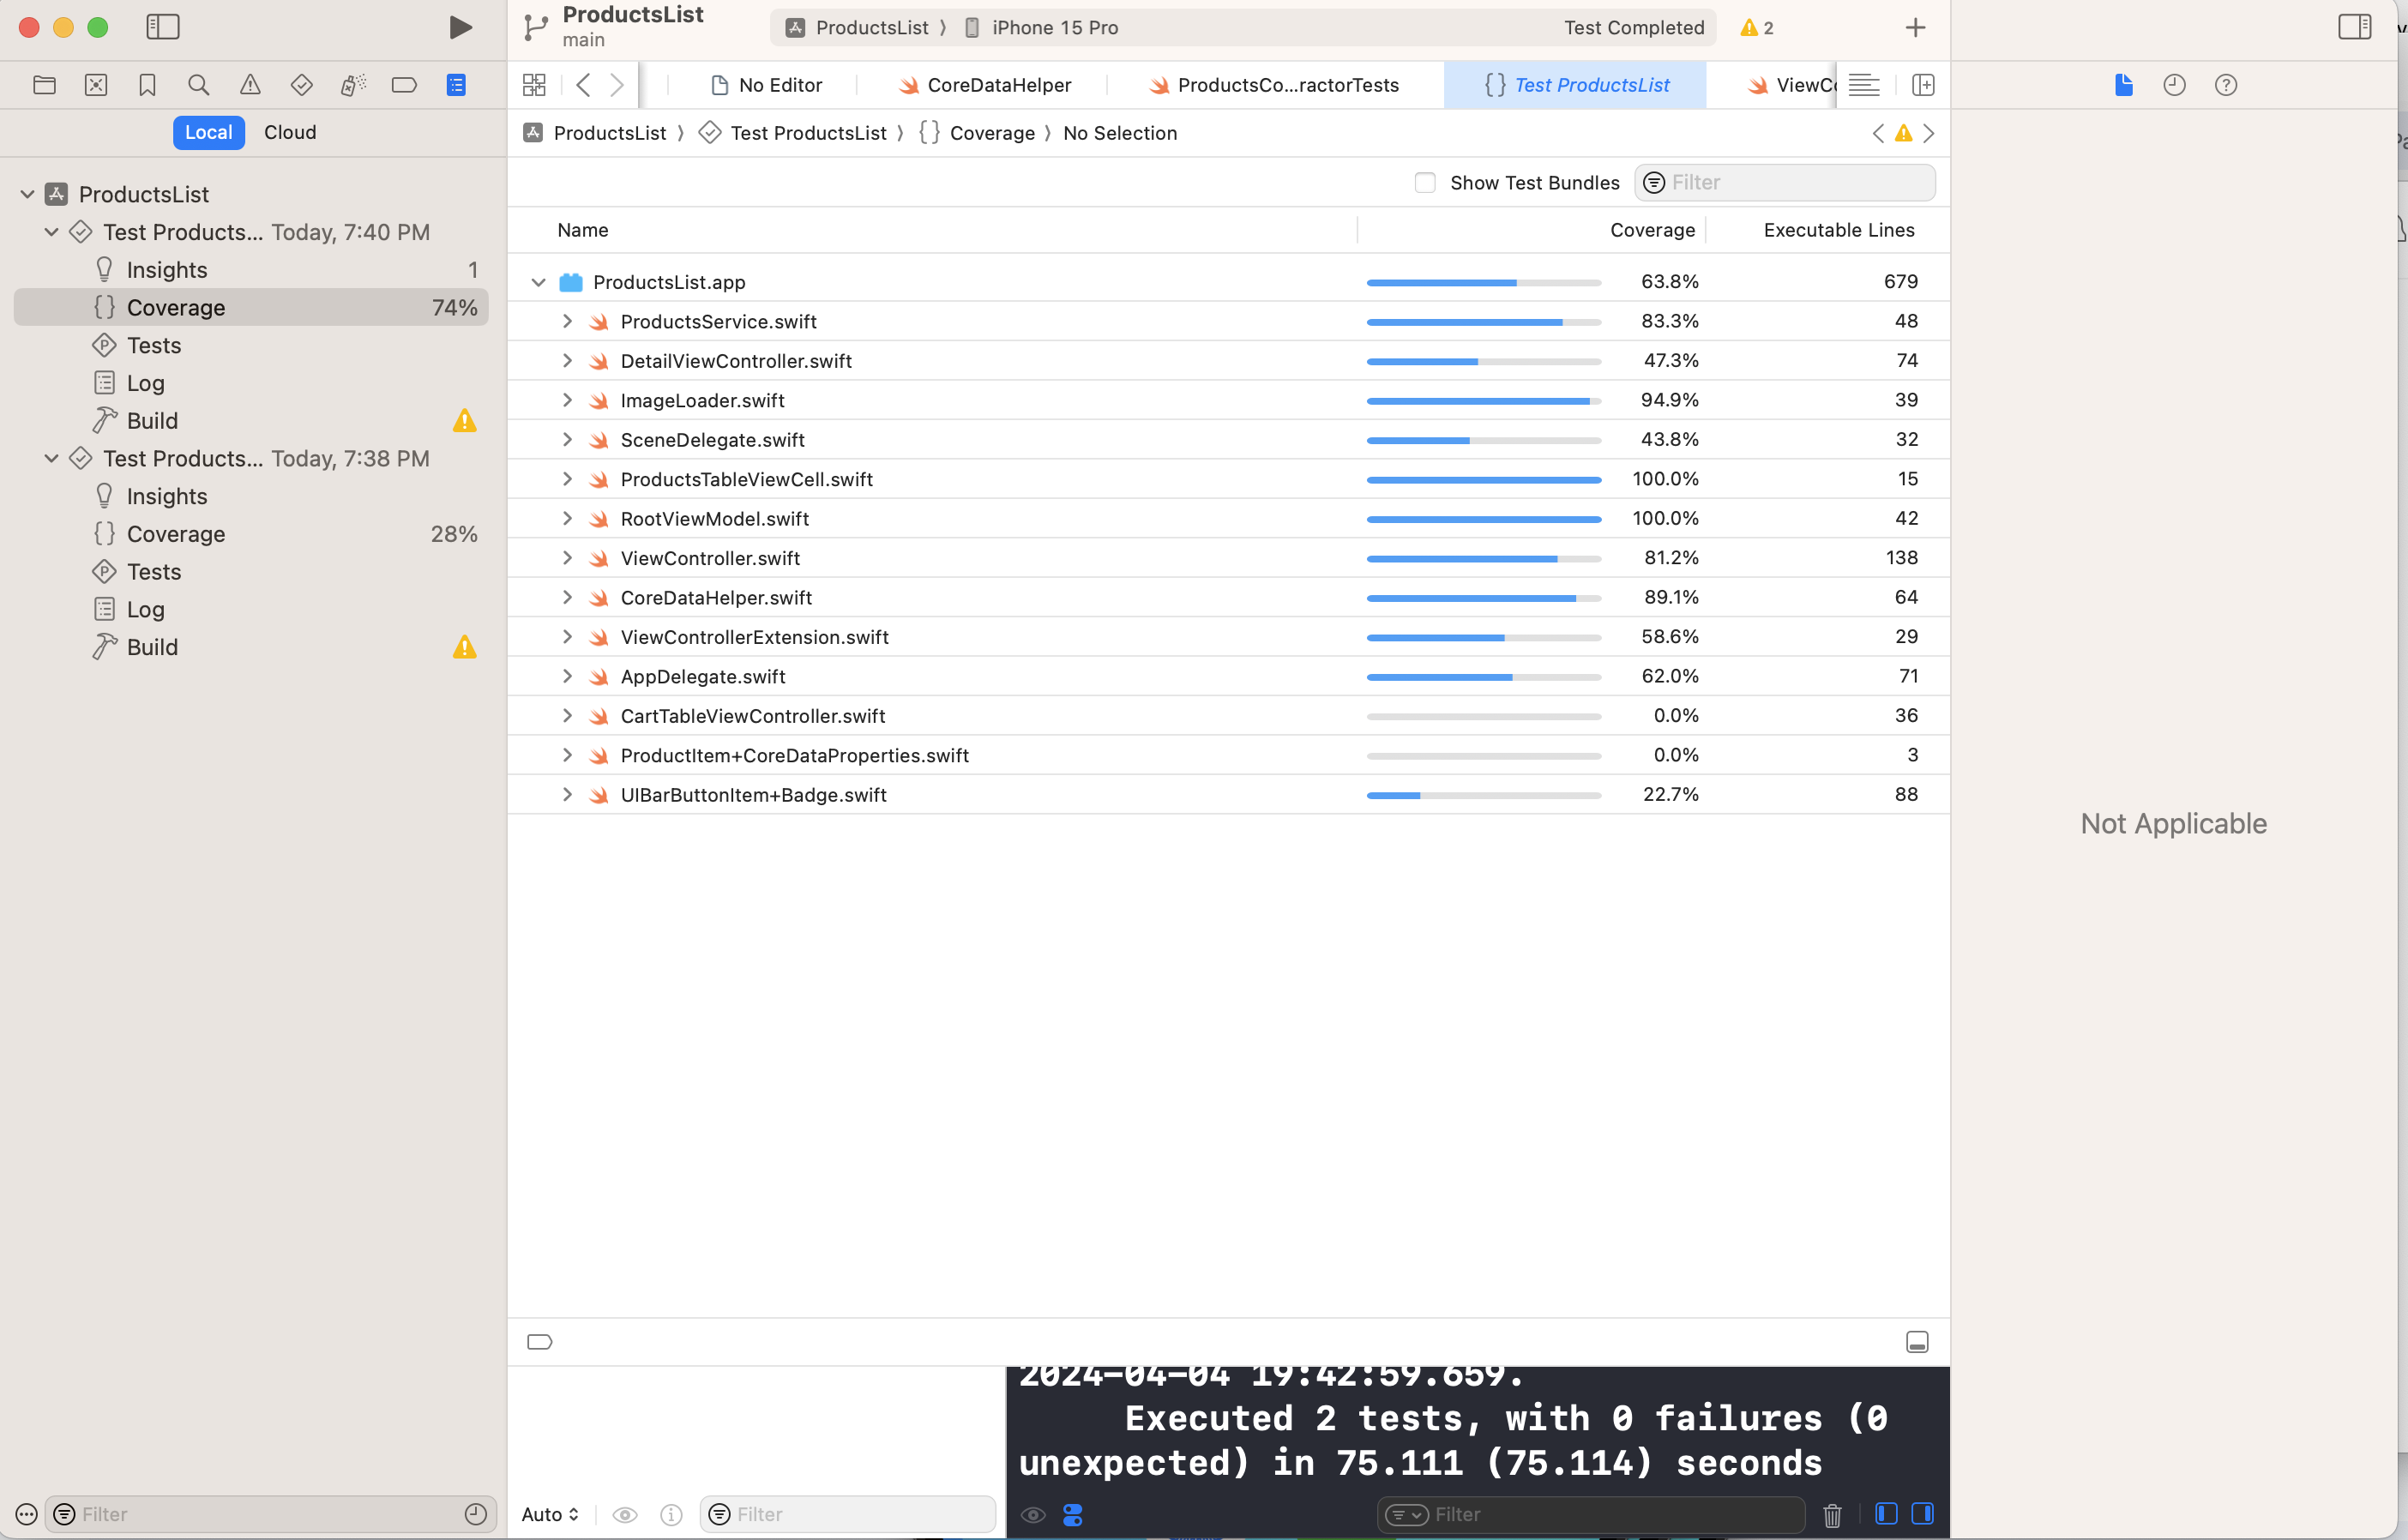 ProductsList
main
ProductsList 〉 iPhone 15 Pro
Test Completed
2
No Editor
CoreDataHelper
ProductsCo...ractorTests
Test ProductsList
ViewCo
Local
Cloud
ProductsList 〉 Test ProductsList 〉 {} Coverage 〉 No Selection
Show Test Bundles
Filter
ProductsList
Test Products... Today, 7:40 PM
Insights 1
Coverage 74%
Tests
Log
Build
Test Products... Today, 7:38 PM
Insights
Coverage 28%
Tests
Log
Build
Name Coverage Executable Lines
ProductsList.app 63.8% 679
ProductsService.swift 83.3% 48
DetailViewController.swift 47.3% 74
ImageLoader.swift 94.9% 39
SceneDelegate.swift 43.8% 32
ProductsTableViewCell.swift 100.0% 15
RootViewModel.swift 100.0% 42
ViewController.swift 81.2% 138
CoreDataHelper.swift 89.1% 64
ViewControllerExtension.swift 58.6% 29
AppDelegate.swift 62.0% 71
CartTableViewController.swift 0.0% 36
ProductItem+CoreDataProperties.swift 0.0% 3
UIBarButtonItem+Badge.swift 22.7% 88
Not Applicable
2024-04-04 19:42:59.659.
Executed 2 tests, with 0 failures (0
unexpected) in 75.111 (75.114) seconds
Filter
Auto
Filter
Filter